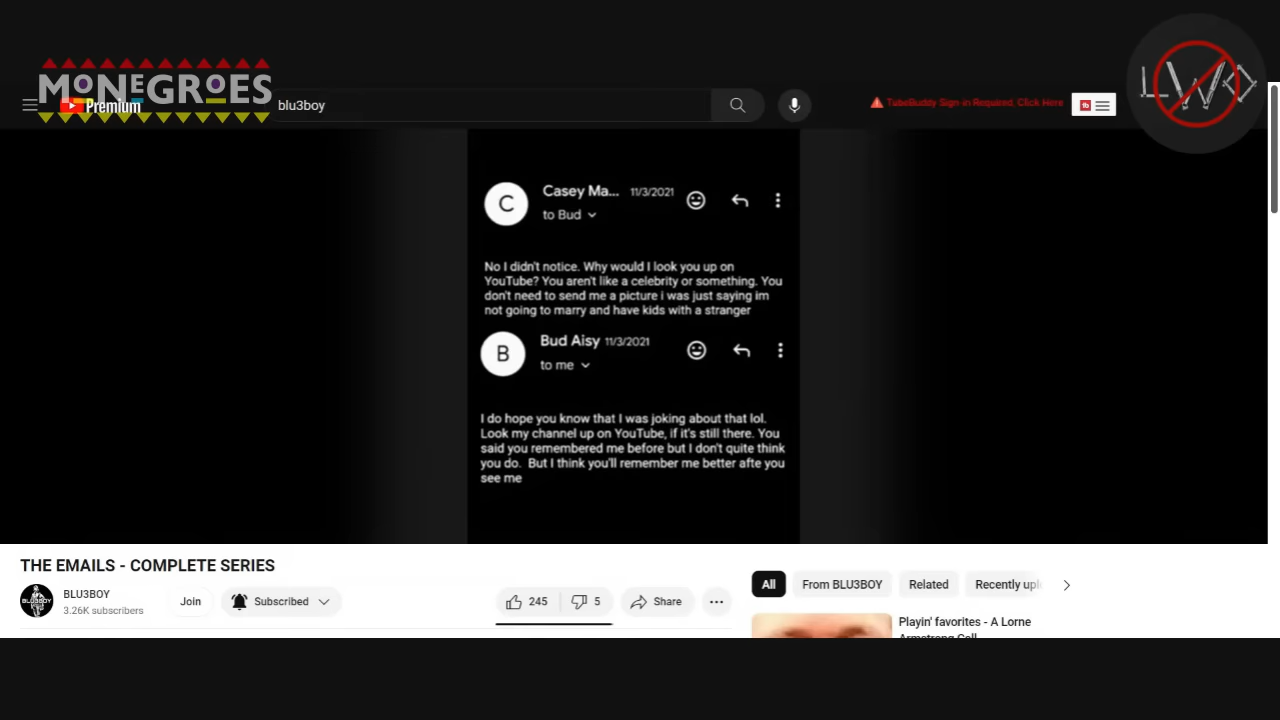 MONEGROES
Premium
blu3boy
TubeBuddy Sign-in Required, Click Here
tb
LWD
C
Casey Ma... 11/3/2021
to Bud
No I didn't notice. Why would I look you up on
YouTube? You aren't like a celebrity or something. You
don't need to send me a picture i was just saying im
not going to marry and have kids with a stranger
B
Bud Aisy 11/3/2021
to me
I do hope you know that I was joking about that lol.
Look my channel up on YouTube, if it's still there. You
said you remembered me before but I don't quite think
you do. But I think you'll remember me better afte you
see me
THE EMAILS - COMPLETE SERIES
BLU3BOY
BLU3BOY
3.26K subscribers
Join
Subscribed
245
5
Share
All
From BLU3BOY
Related
Recently uplo
Playin' favorites - A Lorne
Armstrong Call